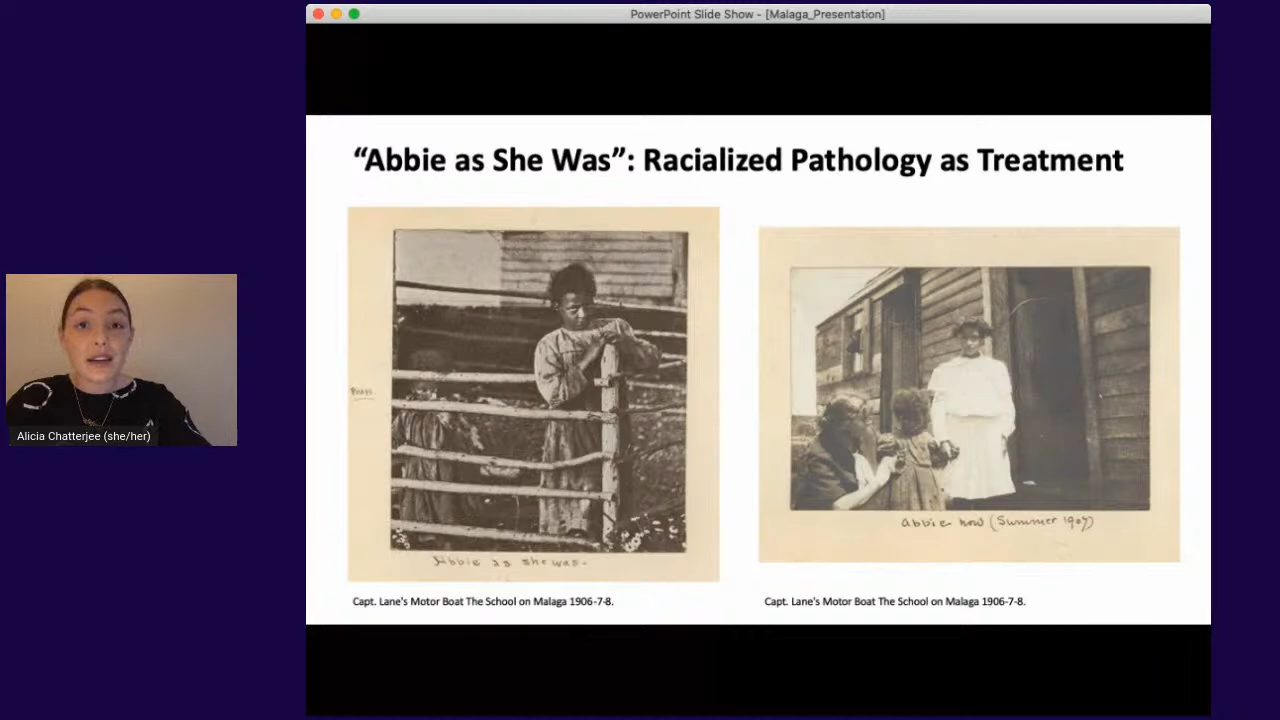 PowerPoint Slide Show - [Malaga_Presentation]
“Abbie as She Was”: Racialized Pathology as Treatment
Abbie as she was-
Abbie now (Summer 1907)
Capt. Lane's Motor Boat The School on Malaga 1906-7-8.
Capt. Lane's Motor Boat The School on Malaga 1906-7-8.
Alicia Chatterjee (she/her)